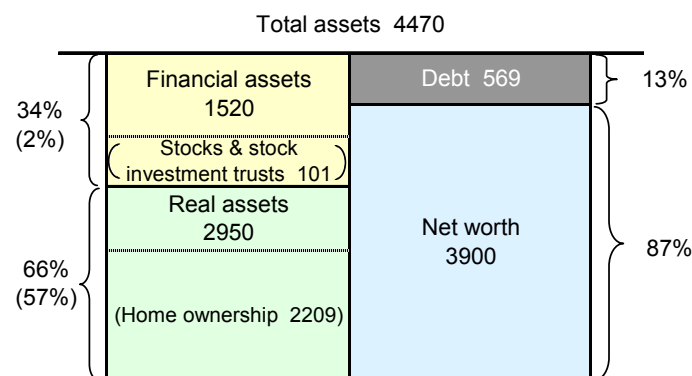 Total assets 4470
Financial assets
1520
Debt 569
13%
34%
(2%)
(Stocks & stock
investment trusts 101)
Real assets
2950
Net worth
3900
87%
66%
(57%)
(Home ownership 2209)